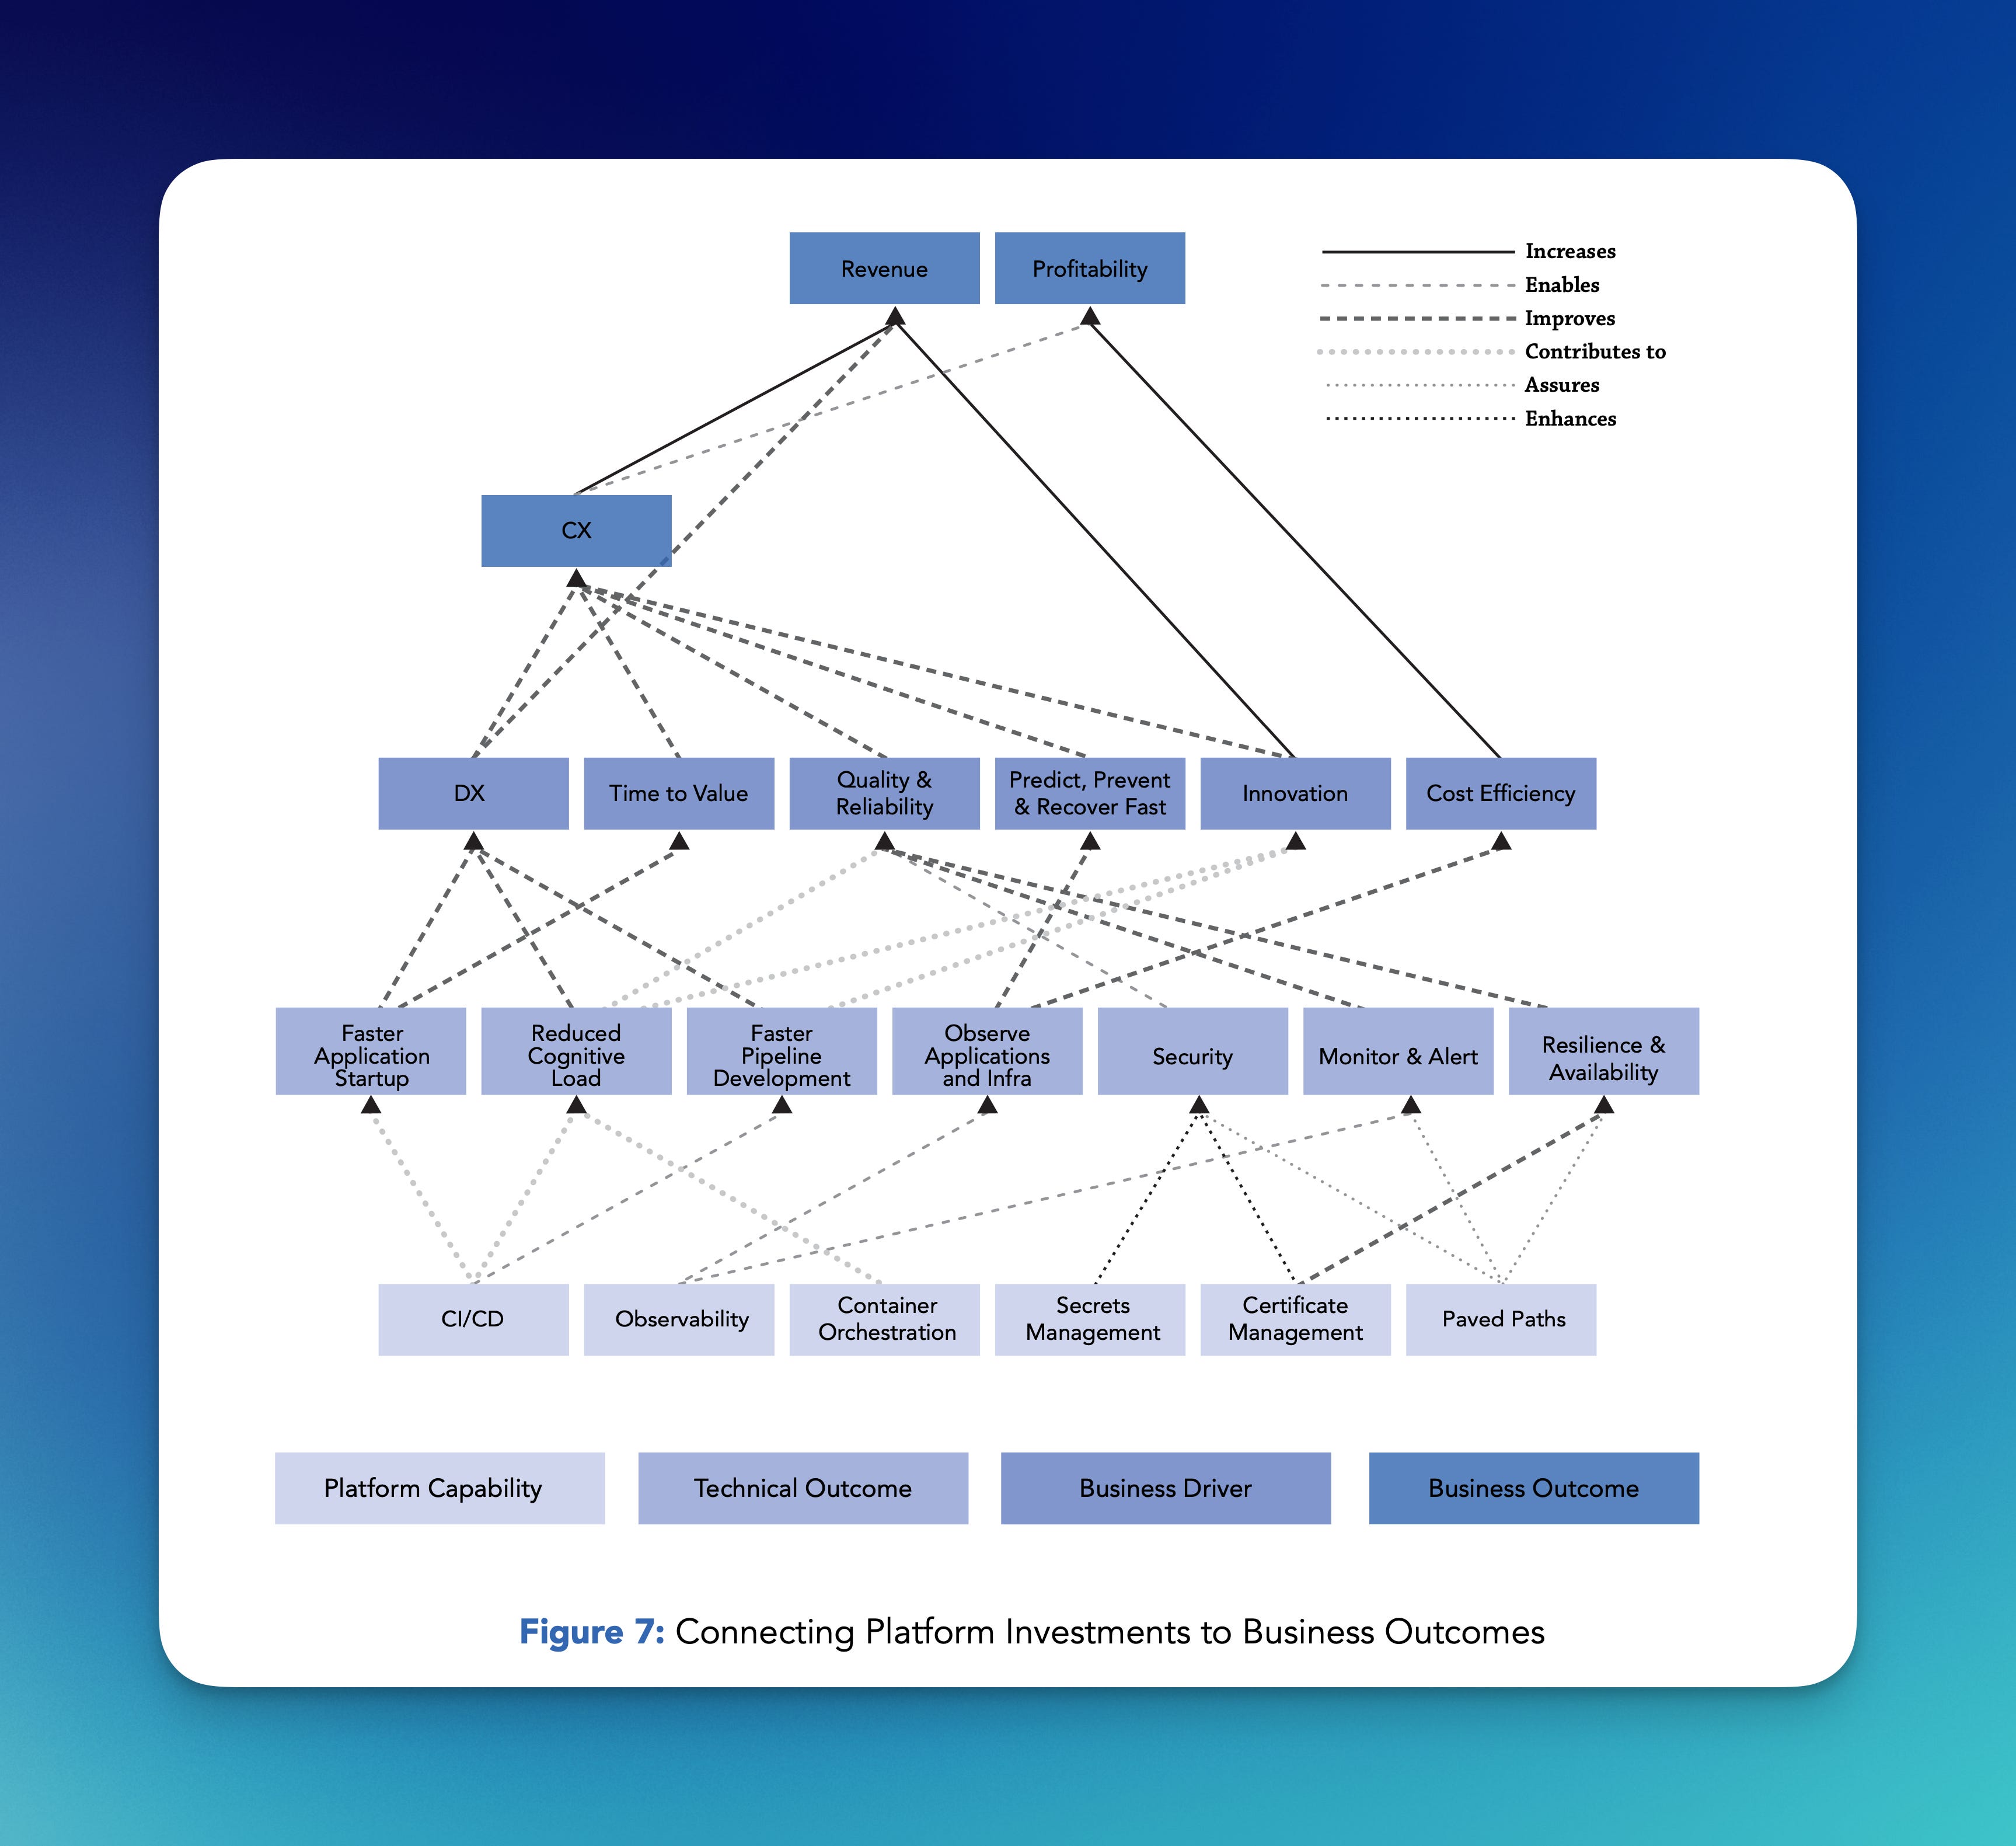 Revenue
Profitability
Increases
Enables
Improves
Contributes to
Assures
Enhances
CX
DX
Time to Value
Quality &
Reliability
Predict, Prevent
& Recover Fast
Innovation
Cost Efficiency
Faster
Application
Startup
Reduced
Cognitive
Load
Faster
Pipeline
Development
Observe
Applications
and Infra
Security
Monitor & Alert
Resilience &
Availability
CI/CD
Observability
Container
Orchestration
Secrets
Management
Certificate
Management
Paved Paths
Platform Capability
Technical Outcome
Business Driver
Business Outcome
Figure 7: Connecting Platform Investments to Business Outcomes